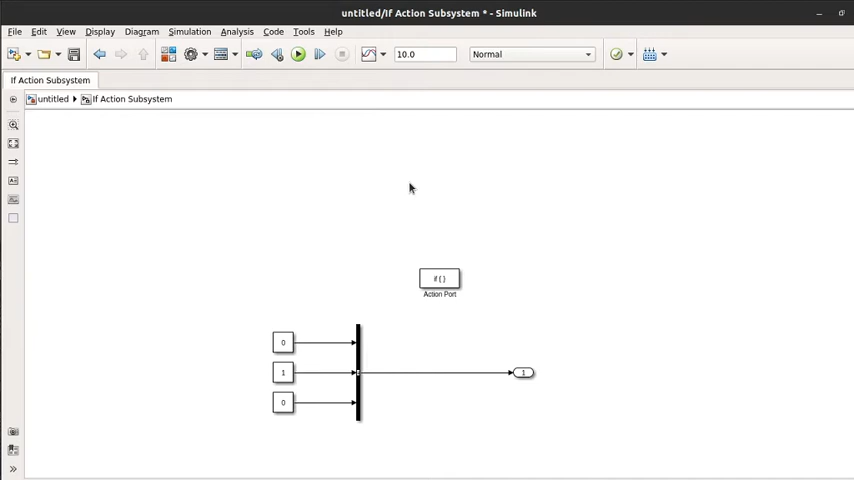 untitled/If Action Subsystem * - Simulink
File Edit View Display Diagram Simulation Analysis Code Tools Help
10.0 Normal
If Action Subsystem
untitled If Action Subsystem
if { }
Action Port
0
1 1
0